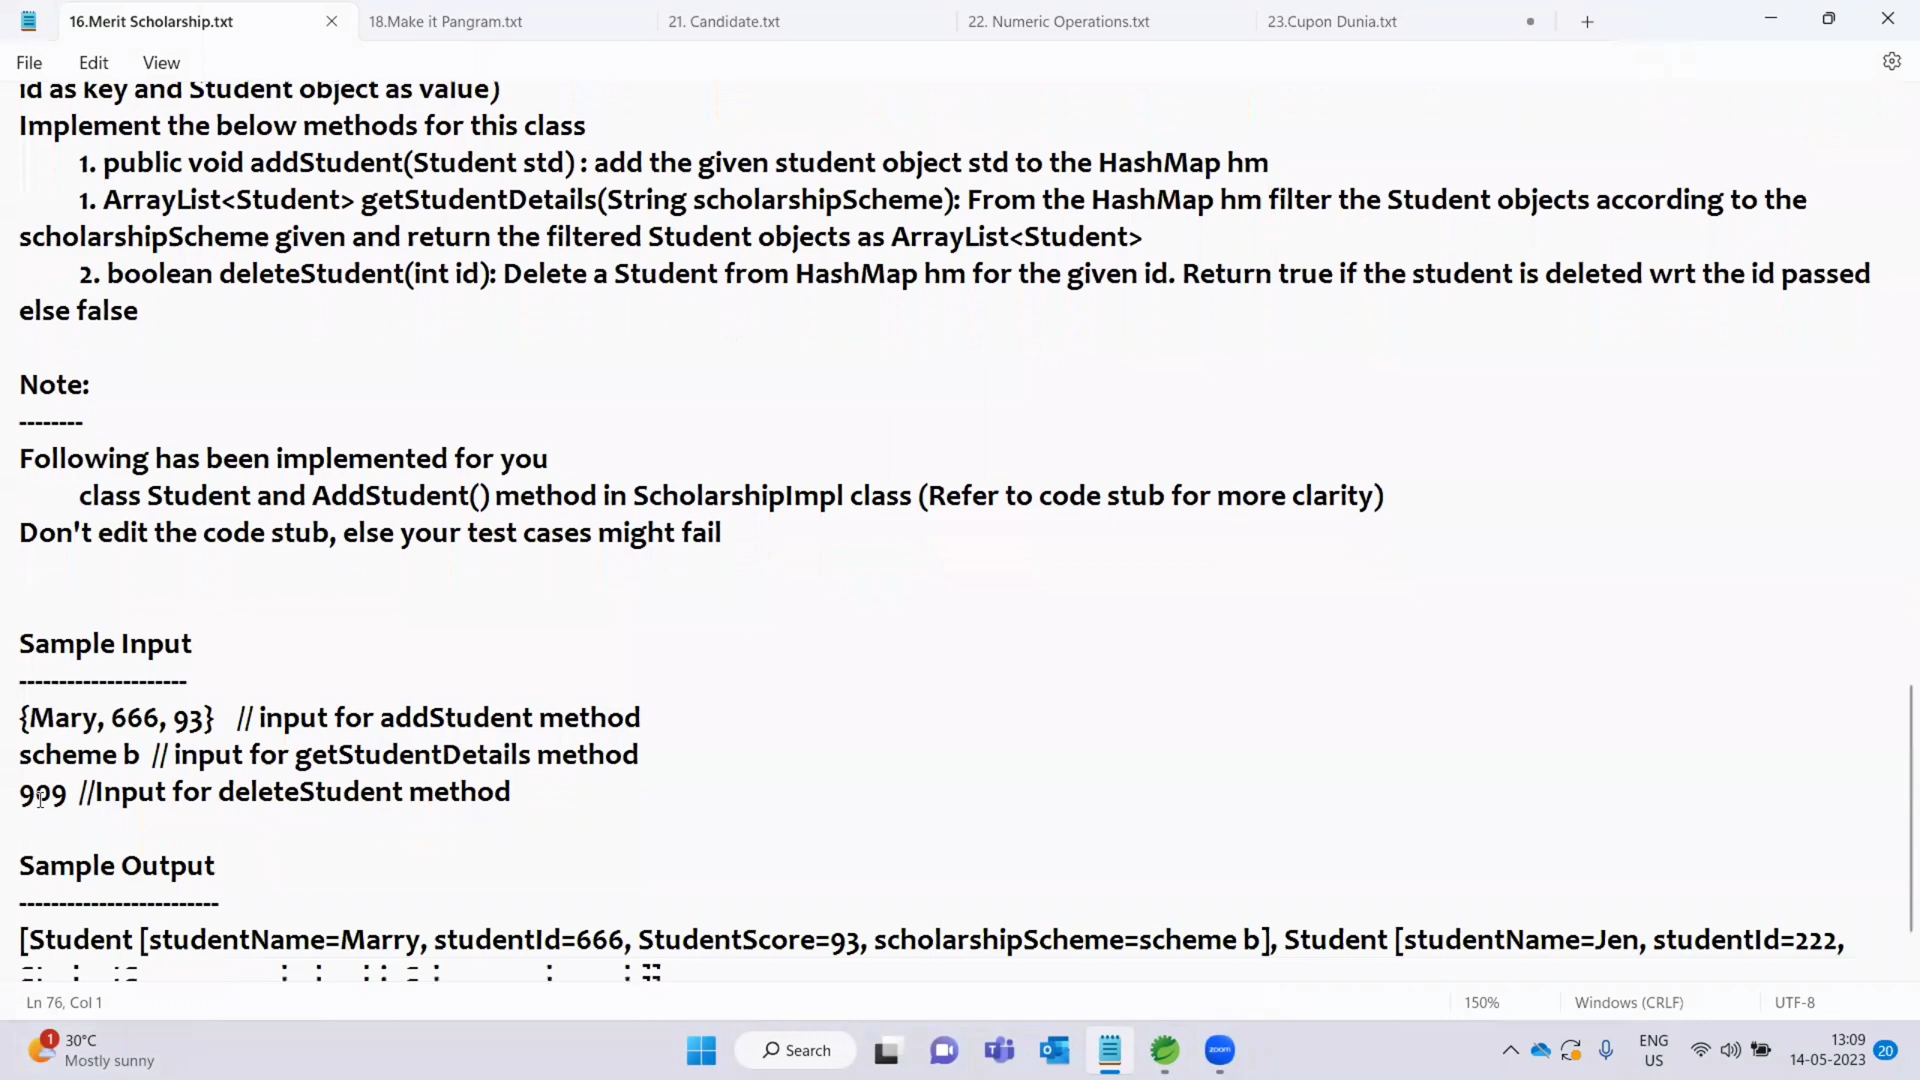 16.Merit Scholarship.txt
18.Make it Pangram.txt
21. Candidate.txt
22. Numeric Operations.txt
23.Cupon Dunia.txt
File
Edit
View
id as key and Student object as value)
Implement the below methods for this class
1. public void addStudent(Student std) : add the given student object std to the HashMap hm
1. ArrayList<Student> getStudentDetails(String scholarshipScheme): From the HashMap hm filter the Student objects according to the
scholarshipScheme given and return the filtered Student objects as ArrayList<Student>
2. boolean deleteStudent(int id): Delete a Student from HashMap hm for the given id. Return true if the student is deleted wrt the id passed
else false
Note:
--------
Following has been implemented for you
class Student and AddStudent() method in ScholarshipImpl class (Refer to code stub for more clarity)
Don't edit the code stub, else your test cases might fail
Sample Input
---------------------
{Mary, 666, 93}   // input for addStudent method
scheme b  // input for getStudentDetails method
999  //Input for deleteStudent method
Sample Output
-------------------------
[Student [studentName=Marry, studentId=666, StudentScore=93, scholarshipScheme=scheme b], Student [studentName=Jen, studentId=222,
Ln 76, Col 1
150%
Windows (CRLF)
UTF-8
1
30°C
Mostly sunny
Search
zoom
ENG
US
13:09
14-05-2023
20